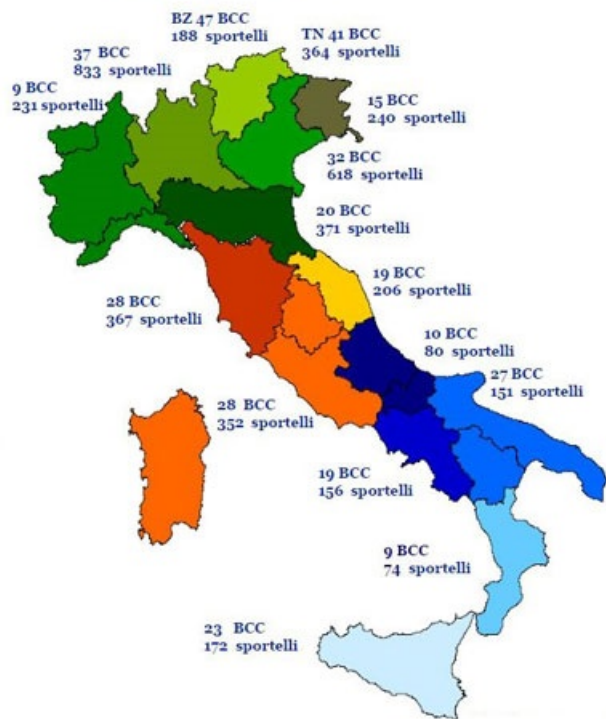 BZ 47 BCC
188 sportelli
TN 41 BCC
364 sportelli
37 BCC
833 sportelli
9 BCC
231 sportelli
15 BCC
240 sportelli
32 BCC
618 sportelli
20 BCC
371 sportelli
19 BCC
206 sportelli
28 BCC
367 sportelli
10 BCC
80 sportelli
27 BCC
151 sportelli
28 BCC
352 sportelli
19 BCC
156 sportelli
9 BCC
74 sportelli
23 BCC
172 sportelli